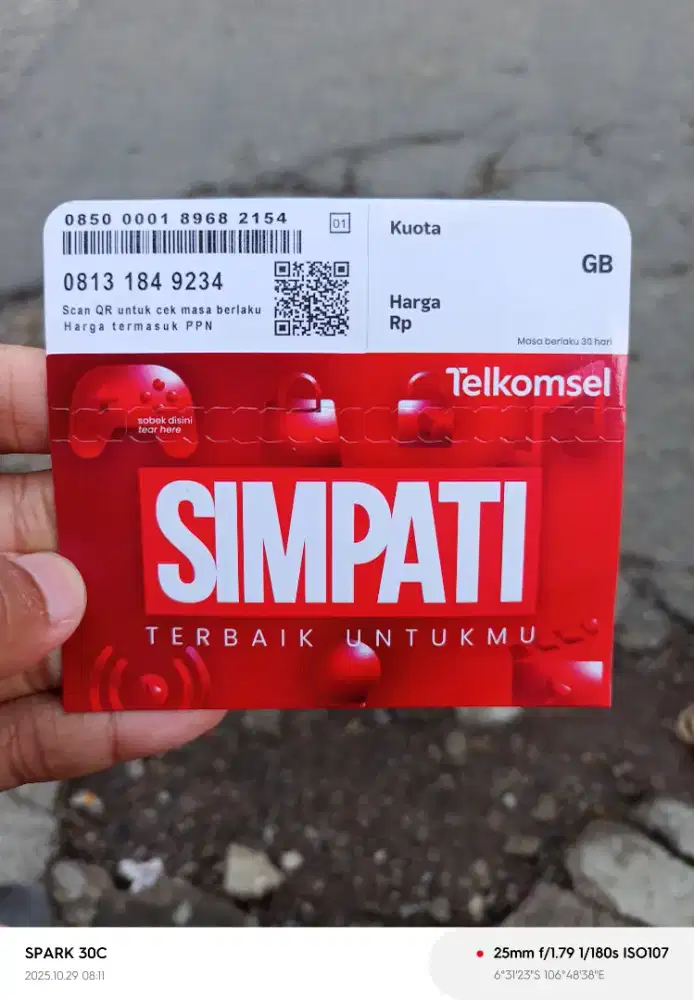 0850 0001 8968 2154
01
0813 184 9234
Scan QR untuk cek masa berlaku
Harga termasuk PPN
Kuota
GB
Harga
Rp
Masa berlaku 30 hari
Telkomsel
sobek disini
tear here
SIMPATI
TERBAIK UNTUKMU
SPARK 30C
2025.10.29 08:11
25mm f/1.79 1/180s ISO107
6°31'23"S 106°48'38"E